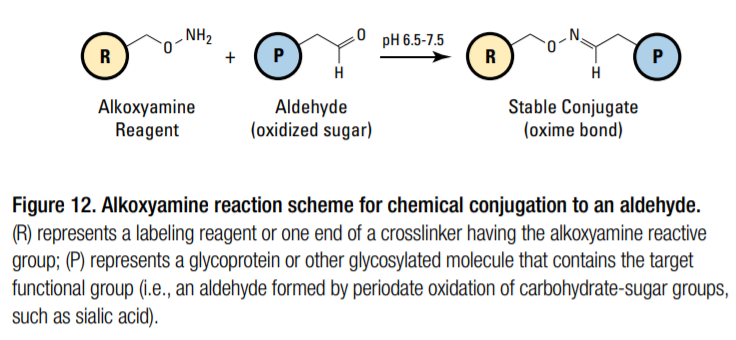 R
O
NH₂
+
P
O
H
pH 6.5-7.5
R
O
N
H
P
Alkoxyamine
Reagent
Aldehyde
(oxidized sugar)
Stable Conjugate
(oxime bond)
Figure 12. Alkoxyamine reaction scheme for chemical conjugation to an aldehyde.
(R) represents a labeling reagent or one end of a crosslinker having the alkoxyamine reactive
group; (P) represents a glycoprotein or other glycosylated molecule that contains the target
functional group (i.e., an aldehyde formed by periodate oxidation of carbohydrate-sugar groups,
such as sialic acid).